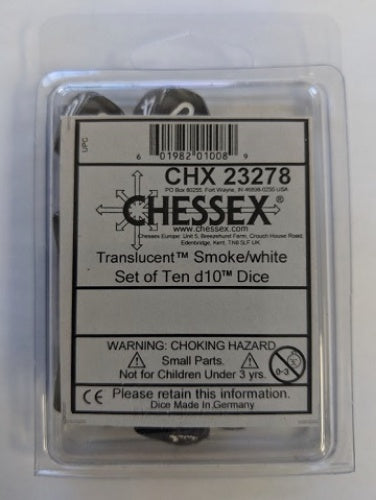 UPC
6 01982 01008 9
CHX 23278
PO Box 80255, Fort Wayne, IN 46898-0255 USA
CHESSEX®
www.chessex.com
Chessex Europe: Unit 5, Breezehurst Farm, Crouch House Road,
Edenbridge, Kent, TN8 5LF UK
Translucent™ Smoke/white
Set of Ten d10™ Dice
WARNING: CHOKING HAZARD
Small Parts.
Not for Children Under 3 yrs.
0-3
CE Please retain this information.
Dice Made In Germany